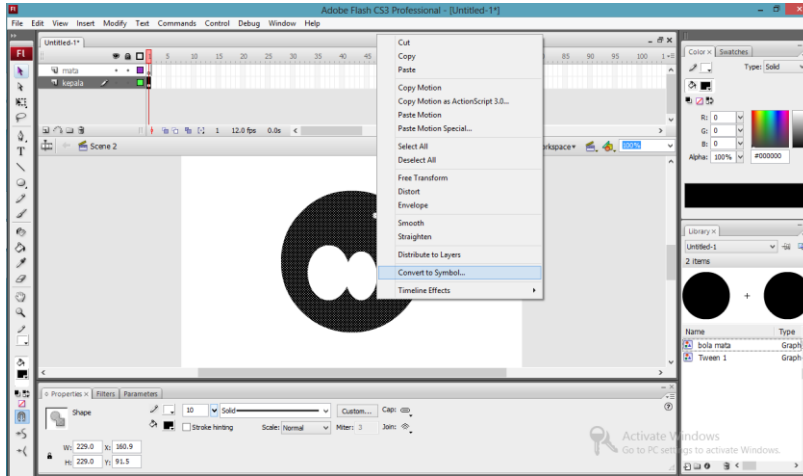 Fl
Adobe Flash CS3 Professional - [Untitled-1*]
File Edit View Insert Modify Text Commands Control Debug Window Help
Fl
Untitled-1*
5 10 15 20 25 30 35 40 45 85 90 95 100
mata
kepala
1 12.0 fps 0.0s
Scene 2
100%
Cut
Copy
Paste
Copy Motion
Copy Motion as ActionScript 3.0...
Paste Motion
Paste Motion Special...
Select All
Deselect All
Free Transform
Distort
Envelope
Smooth
Straighten
Distribute to Layers
Convert to Symbol...
Timeline Effects
Color x Swatches
Type: Solid
R: 0
G: 0
B: 0
Alpha: 100% #000000
Library x
Untitled-1
2 items
Name Type
bola mata Graph
Tween 1 Graph
Properties x Filters Parameters
Shape
10 Solid Custom... Cap:
Stroke hinting Scale: Normal Miter: 3 Join:
W: 229.0 X: 160.9
H: 229.0 Y: 91.5
Activate Windows
Go to PC settings to activate Windows.